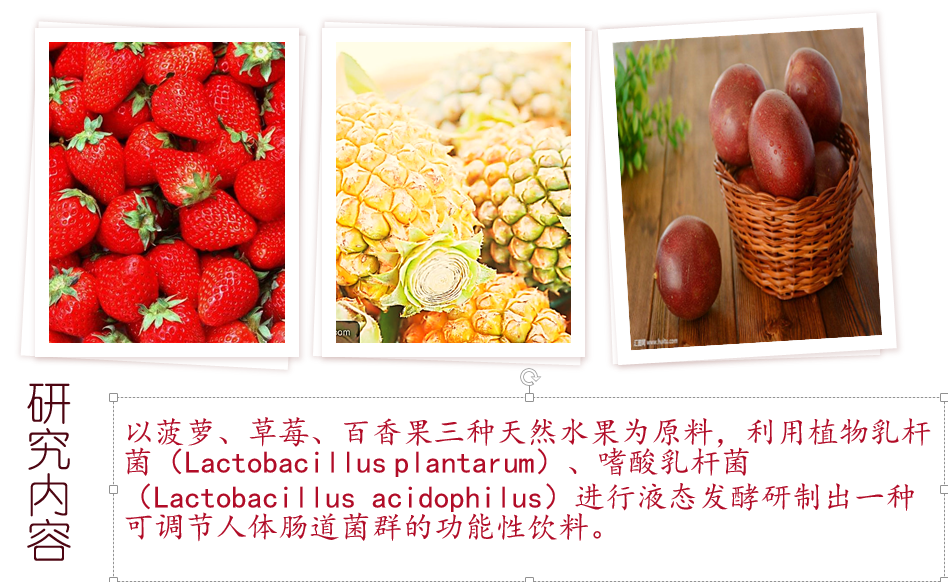 研究内容
以菠萝、草莓、百香果三种天然水果为原料，利用植物乳杆
菌（Lactobacillus plantarum）、嗜酸乳杆菌
（Lactobacillus acidophilus）进行液态发酵研制出一种
可调节人体肠道菌群的功能性饮料。